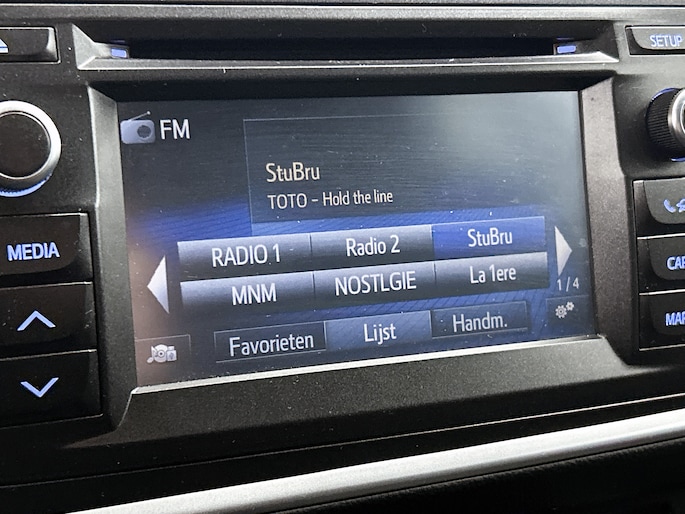 SETUP
FM
StuBru
TOTO - Hold the line
MEDIA
RADIO 1
Radio 2
StuBru
MNM
NOSTLGIE
La 1ere
1 / 4
Favorieten
Lijst
Handm.